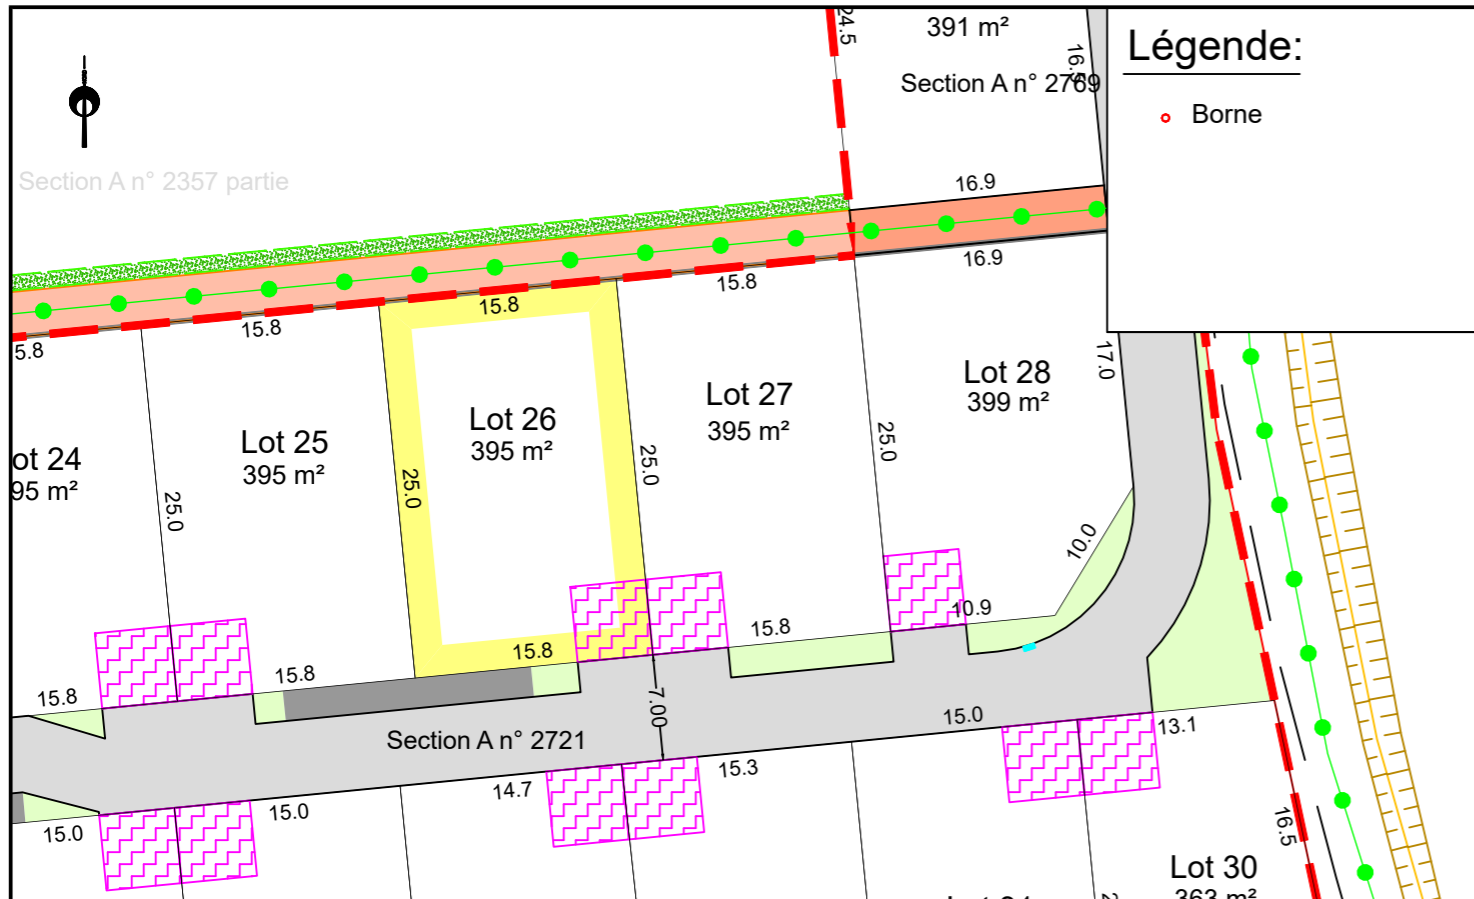 24.5
391 m²
16.5
Section A n° 2769
Légende:
Borne
Section A n° 2357 partie
16.9
16.9
15.8
15.8
15.8
5.8
17.0
Lot 28
399 m²
Lot 27
395 m²
Lot 26
395 m²
Lot 25
395 m²
ot 24
95 m²
25.0
25.0
25.0
25.0
10.0
10.9
15.8
15.8
15.8
15.8
7.00
Section A n° 2721
15.0
13.1
15.3
14.7
15.0
15.0
16.5
Lot 30
363 m²